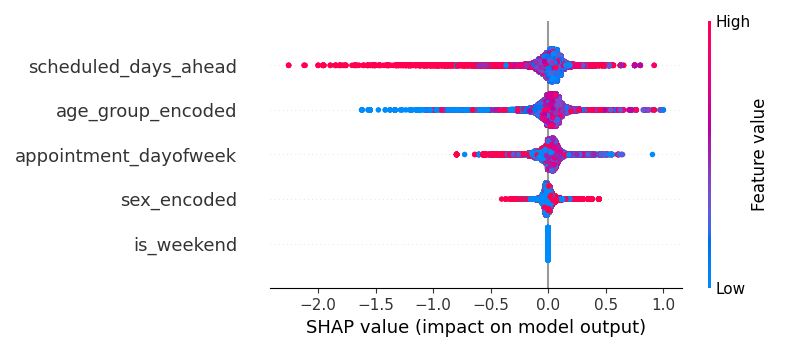 High
scheduled_days_ahead
age_group_encoded
appointment_dayofweek
sex_encoded
is_weekend
Feature value
Low
−2.0 −1.5 −1.0 −0.5 0.0 0.5 1.0
SHAP value (impact on model output)